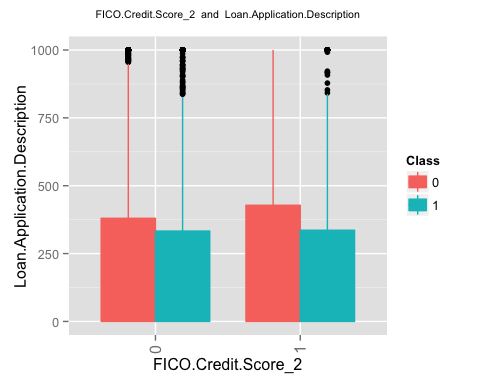 FICO.Credit.Score_2 and Loan.Application.Description
Loan.Application.Description
1000
750
500
250
0
0
1
FICO.Credit.Score_2
Class
0
1